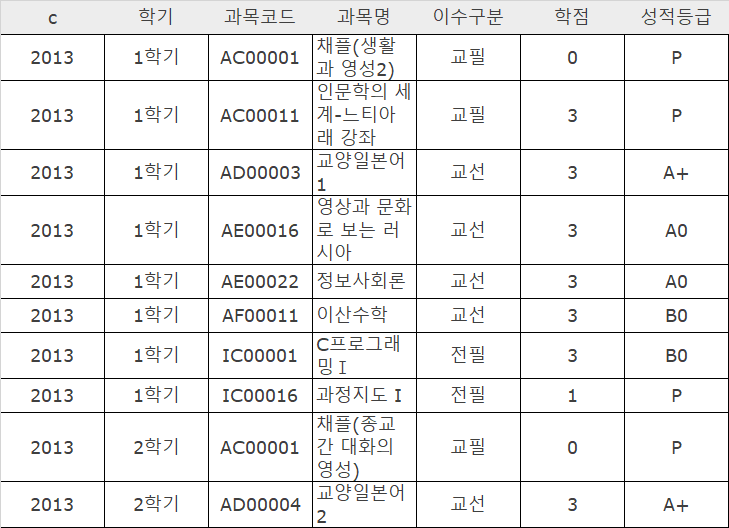 c 학기 과목코드 과목명 이수구분 학점 성적등급
2013 1학기 AC00001 채플(생활
과 영성2) 교필 0 P
2013 1학기 AC00011 인문학의 세
계-느티아
래 강좌 교필 3 P
2013 1학기 AD00003 교양일본어
1 교선 3 A+
2013 1학기 AE00016 영상과 문화
로 보는 러
시아 교선 3 A0
2013 1학기 AE00022 정보사회론 교선 3 A0
2013 1학기 AF00011 이산수학 교선 3 B0
2013 1학기 IC00001 C프로그래
밍Ⅰ 전필 3 B0
2013 1학기 IC00016 과정지도 I 전필 1 P
2013 2학기 AC00001 채플(종교
간 대화의
영성) 교필 0 P
2013 2학기 AD00004 교양일본어
2 교선 3 A+